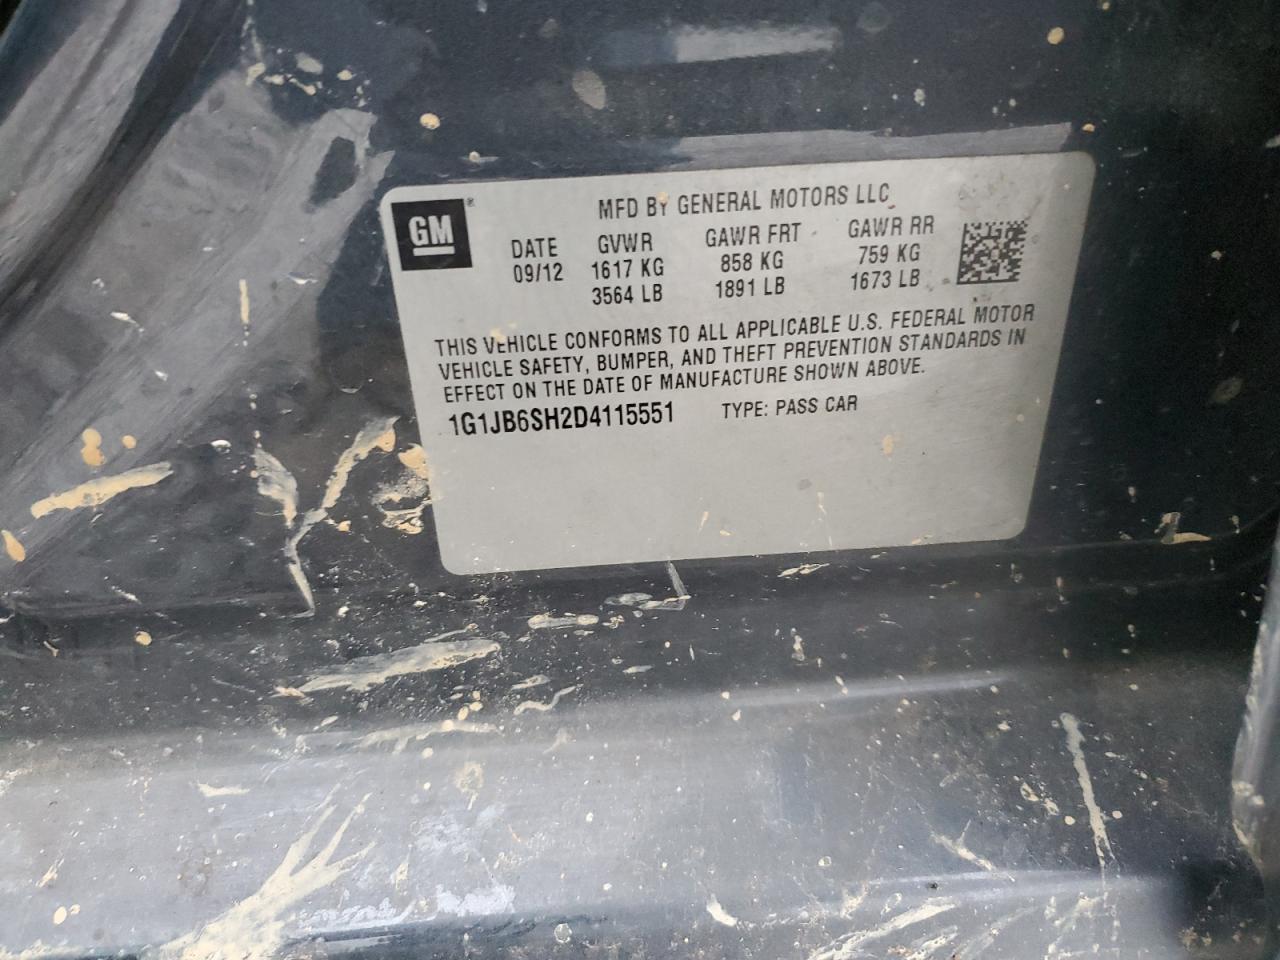 GM ®
MFD BY GENERAL MOTORS LLC
DATE GVWR GAWR FRT GAWR RR
09/12 1617 KG 858 KG 759 KG
3564 LB 1891 LB 1673 LB
THIS VEHICLE CONFORMS TO ALL APPLICABLE U.S. FEDERAL MOTOR
VEHICLE SAFETY, BUMPER, AND THEFT PREVENTION STANDARDS IN
EFFECT ON THE DATE OF MANUFACTURE SHOWN ABOVE.
1G1JB6SH2D4115551 TYPE: PASS CAR